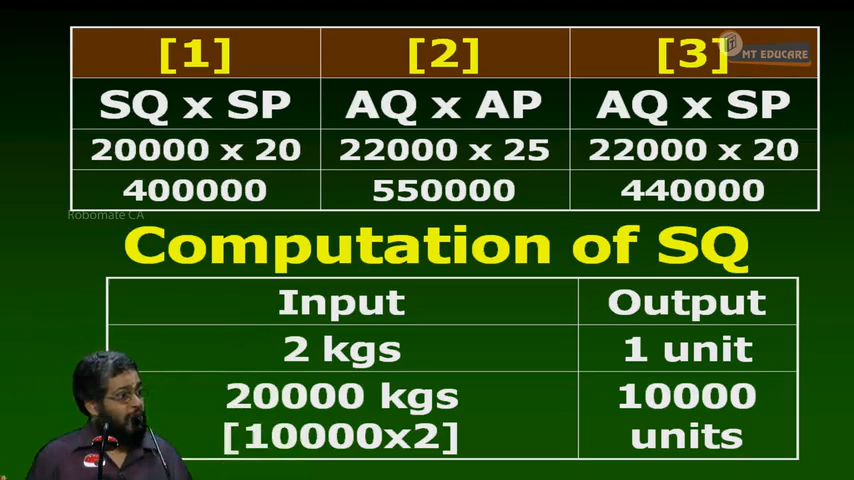 [1] [2] [3]
MT EDUCARE
SQ x SP AQ x AP AQ x SP
20000 x 20 22000 x 25 22000 x 20
400000 550000 440000
Robomate CA
Computation of SQ
Input Output
2 kgs 1 unit
20000 kgs 10000
[10000x2] units